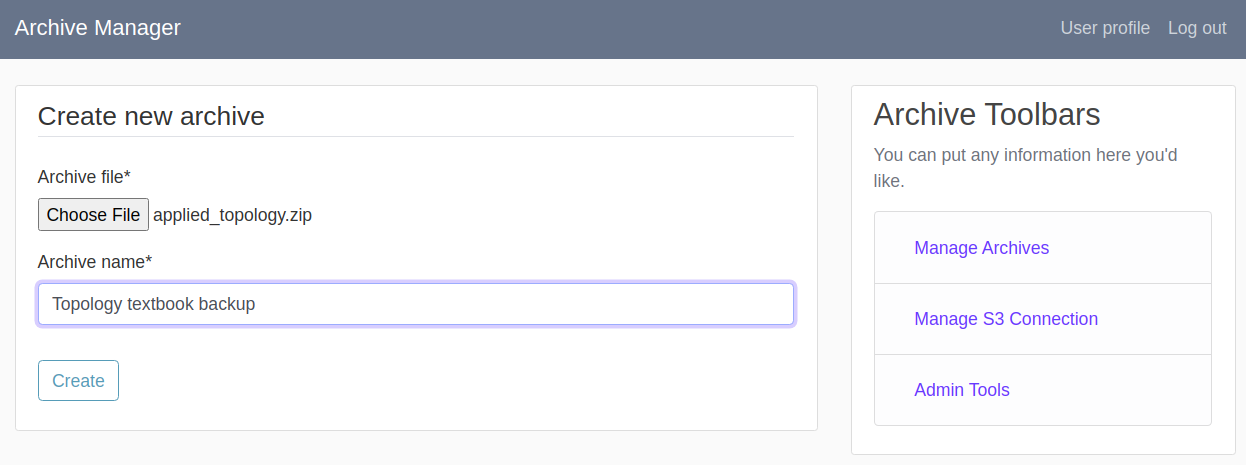 Archive Manager
User profile
Log out
Create new archive
Archive file*
Choose File applied_topology.zip
Archive name*
Topology textbook backup
Create
Archive Toolbars
You can put any information here you'd
like.
Manage Archives
Manage S3 Connection
Admin Tools